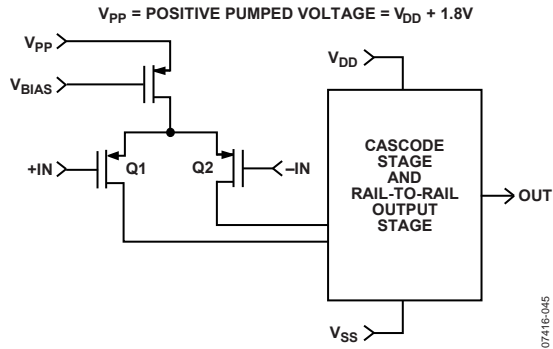 VPP = POSITIVE PUMPED VOLTAGE = VDD + 1.8V
VPP
VDD
VBIAS
CASCODE
STAGE
AND
RAIL-TO-RAIL
OUTPUT
STAGE
+IN
Q1
Q2
–IN
OUT
VSS
07416-045